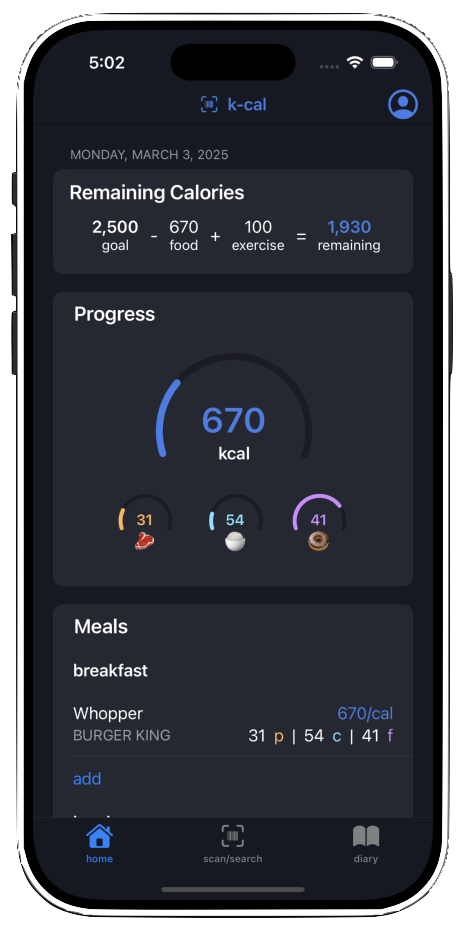 5:02
k-cal
MONDAY, MARCH 3, 2025
Remaining Calories
2,500 - 670 + 100 = 1,930
goal food exercise remaining
Progress
670
kcal
31 54 41
Meals
breakfast
Whopper 670/cal
BURGER KING 31 p | 54 c | 41 f
add
home scan/search diary